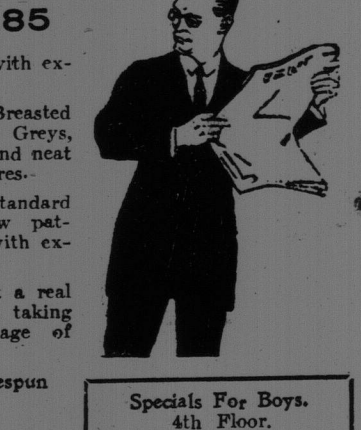 85
with ex-
Breasted
Greys,
nd neat
res.
tandard
w pat-
with ex-
a real
taking
age of
espun
Specials For Boys.
4th Floor.